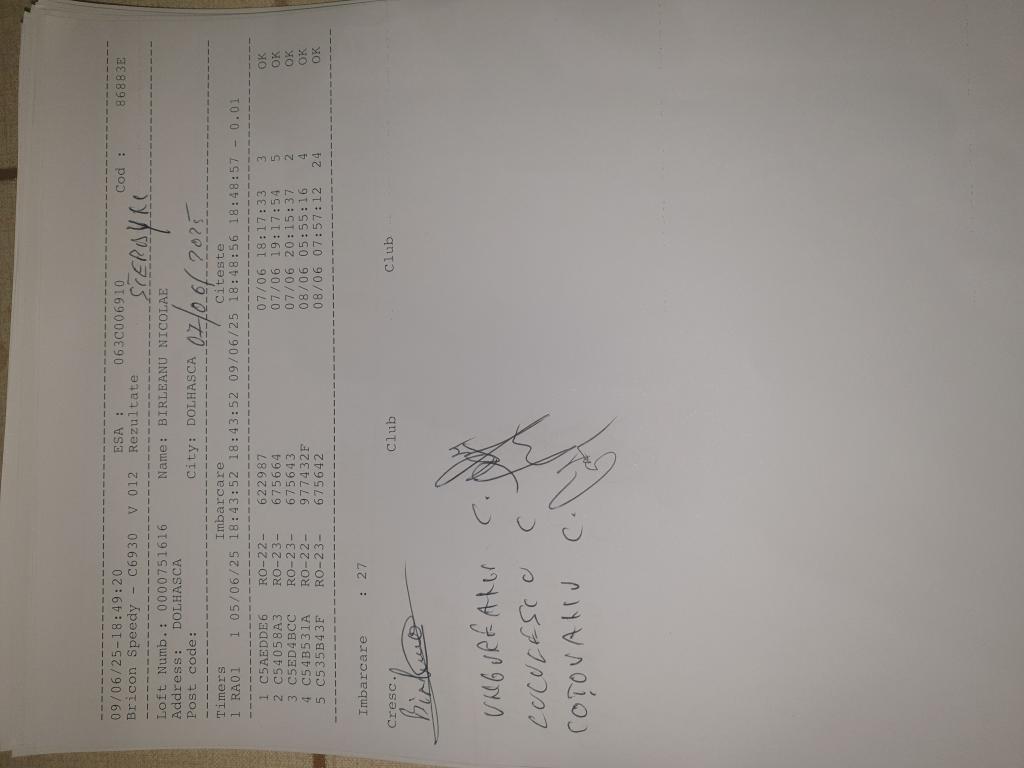 --------------------------------------------------------------------------------
09/06/25-18:49:20 ESA : 063C006910 Cod : 86883E
Bricon Speedy - C6930 V 012 Rezultate
--------------------------------------------------------------------------------
Loft Numb.: 0000751616 Name: BIRLEANU NICOLAE
Address: DOLHASCA
Post code: City: DOLHASCA 07/06/2025
--------------------------------------------------------------------------------
Timers Imbarcare Citeste
1 RA01 1 05/06/25 18:43:52 18:43:52 09/06/25 18:48:56 18:48:57 - 0.01
--------------------------------------------------------------------------------
1 C5AEDDE6 RO-22- 622987 07/06 18:17:33 3 OK
2 C54058A3 RO-23- 675664 07/06 19:17:54 5 OK
3 C5ED4BCC RO-23- 675643 07/06 20:15:37 2 OK
4 C54B531A RO-22- 977432F 08/06 05:55:16 4 OK
5 C535B43F RO-23- 675642 08/06 07:57:12 24 OK
--------------------------------------------------------------------------------
Imbarcare : 27
Cresc. Club Club
UNGUREANU C.
CUCUCESCU C
COȚOVANU C.